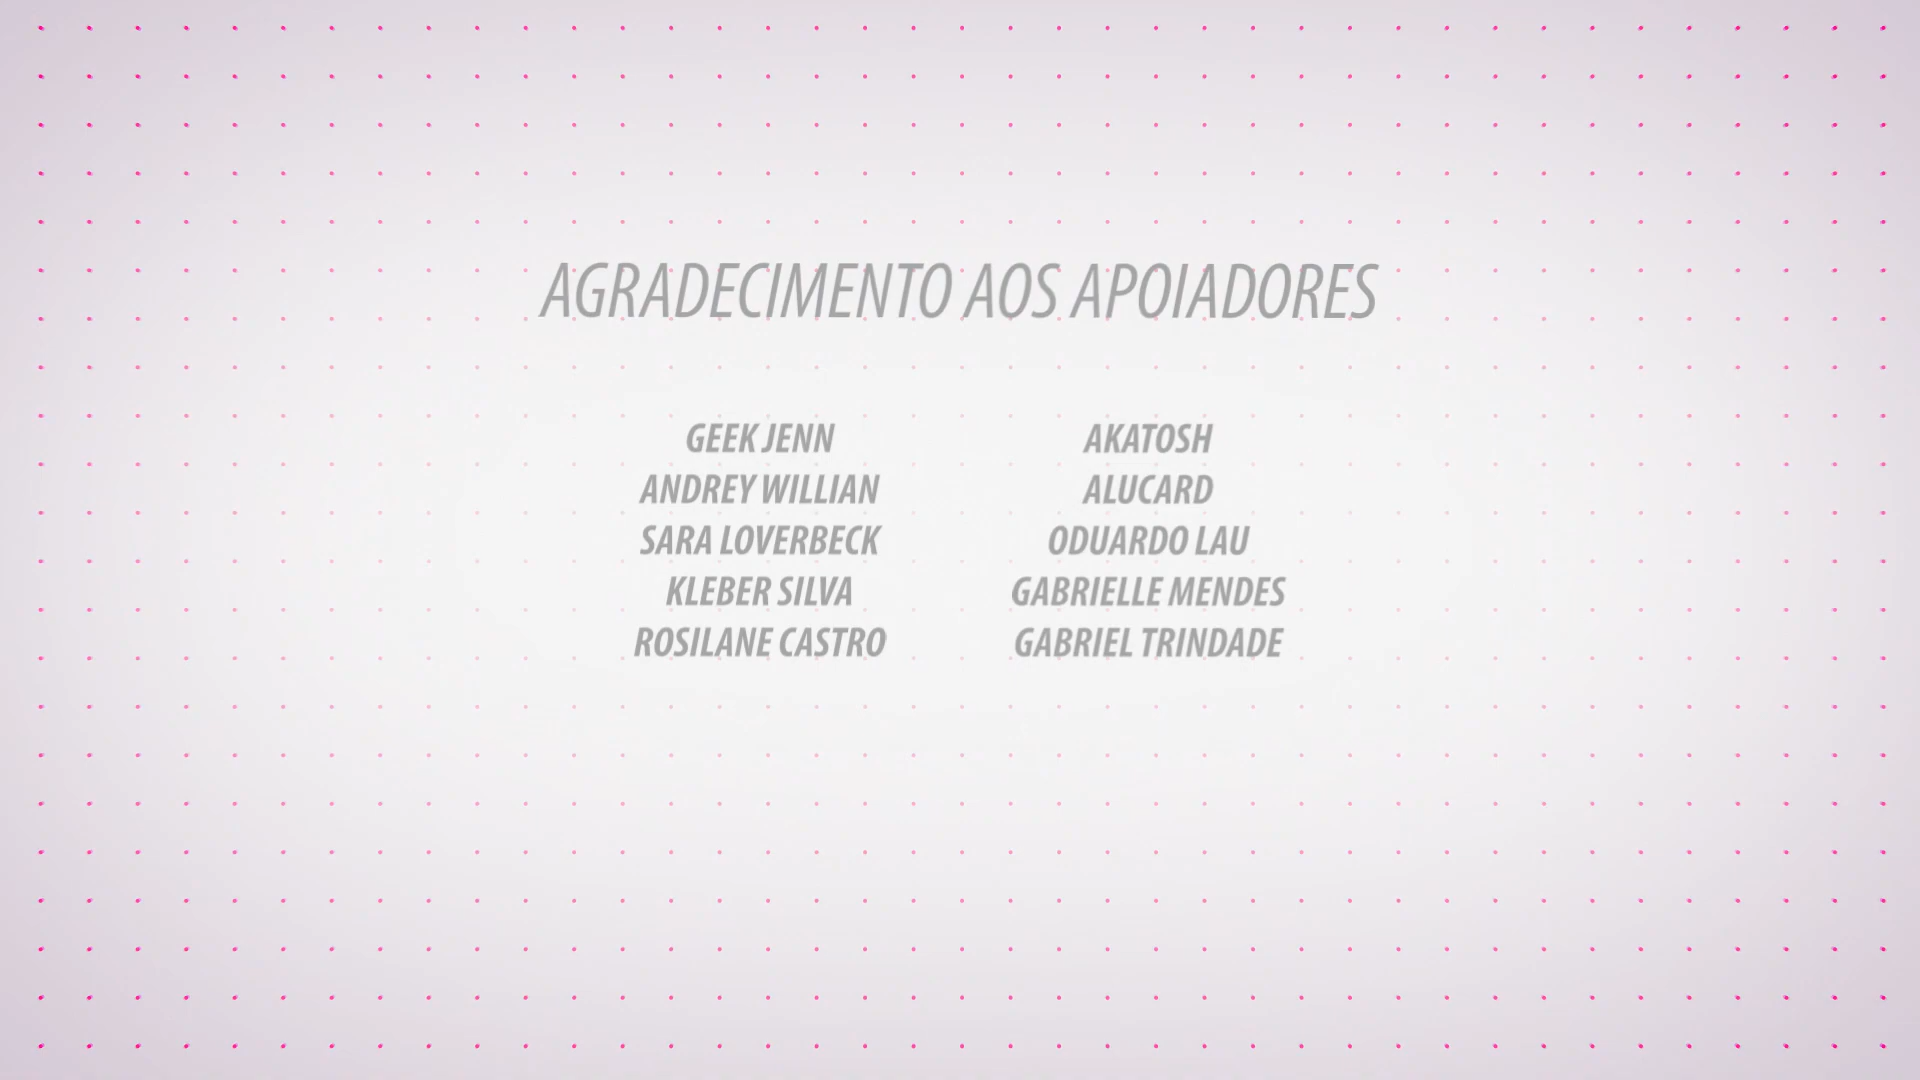 AGRADECIMENTO AOS APOIADORES
GEEK JENN
ANDREY WILLIAN
SARA LOVERBECK
KLEBER SILVA
ROSILANE CASTRO
AKATOSH
ALUCARD
ODUARDO LAU
GABRIELLE MENDES
GABRIEL TRINDADE